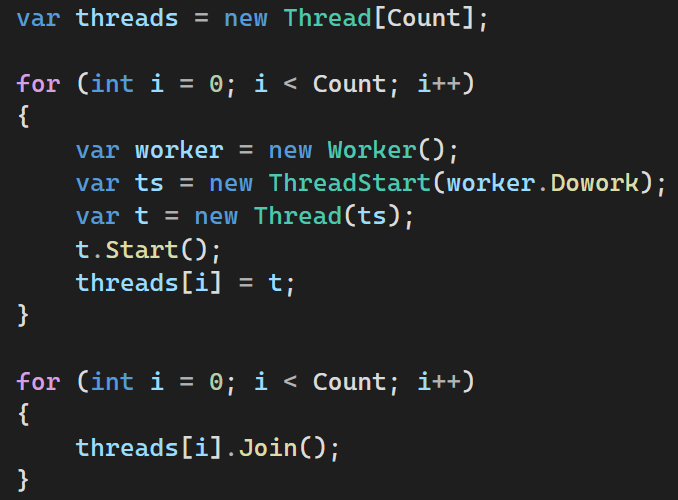 var threads = new Thread[Count];
for (int i = 0; i < Count; i++)
{
var worker = new Worker();
var ts = new ThreadStart(worker.Dowork);
var t = new Thread(ts);
t.Start();
threads[i] = t;
}
for (int i = 0; i < Count; i++)
{
threads[i].Join();
}